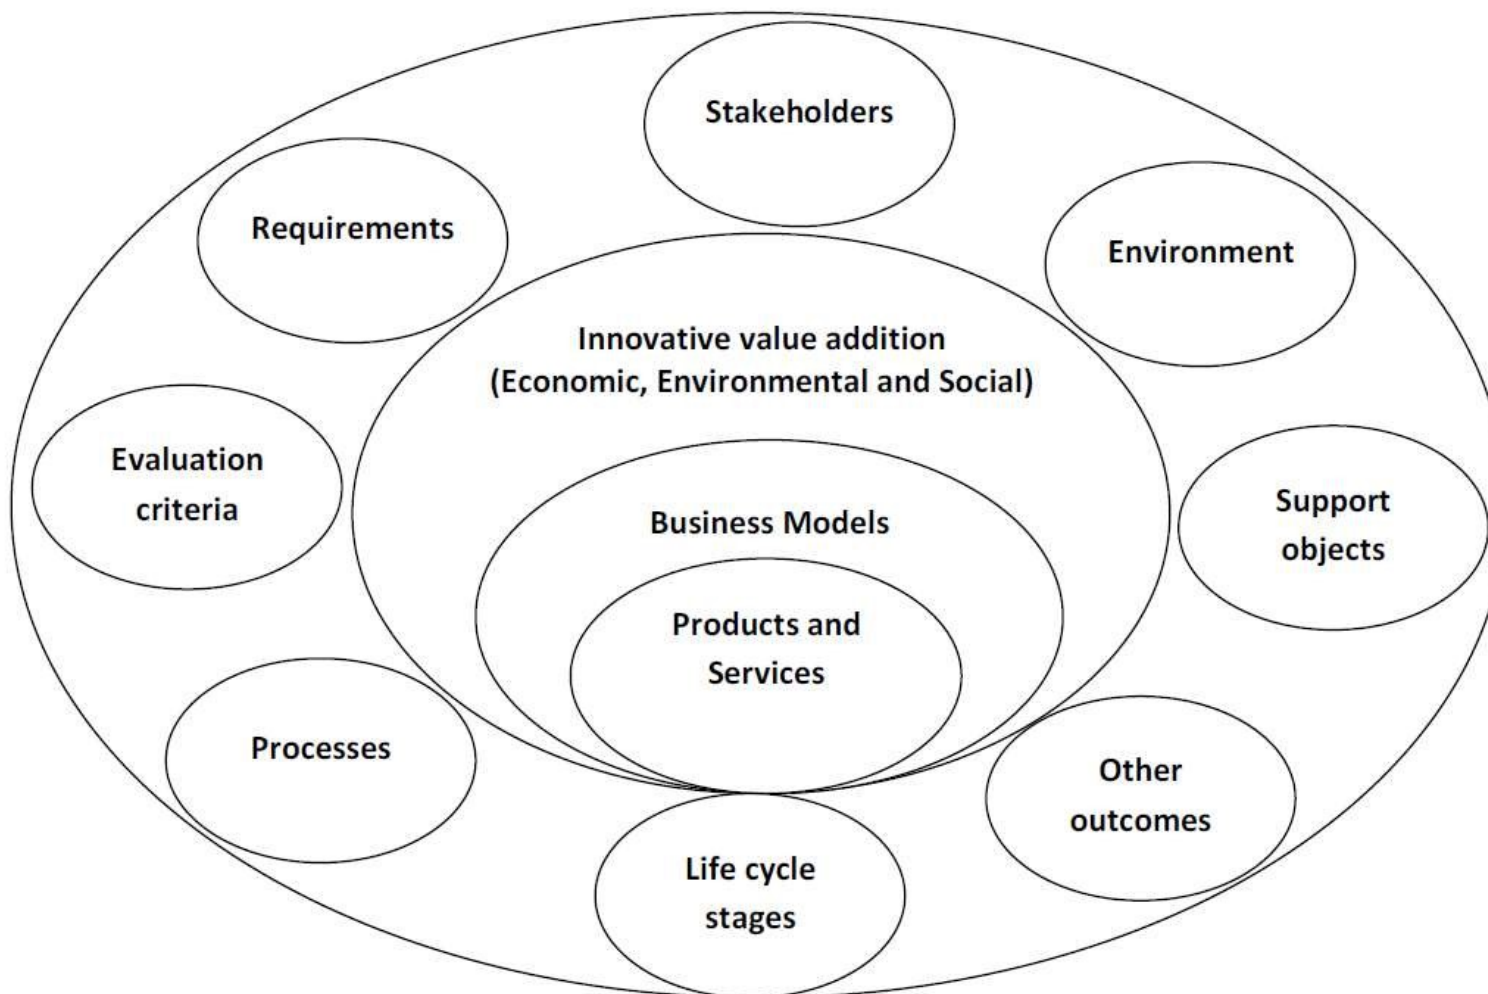 Stakeholders
Requirements
Environment
Innovative value addition
(Economic, Environmental and Social)
Evaluation
criteria
Support
objects
Business Models
Products and
Services
Processes
Other
outcomes
Life cycle
stages